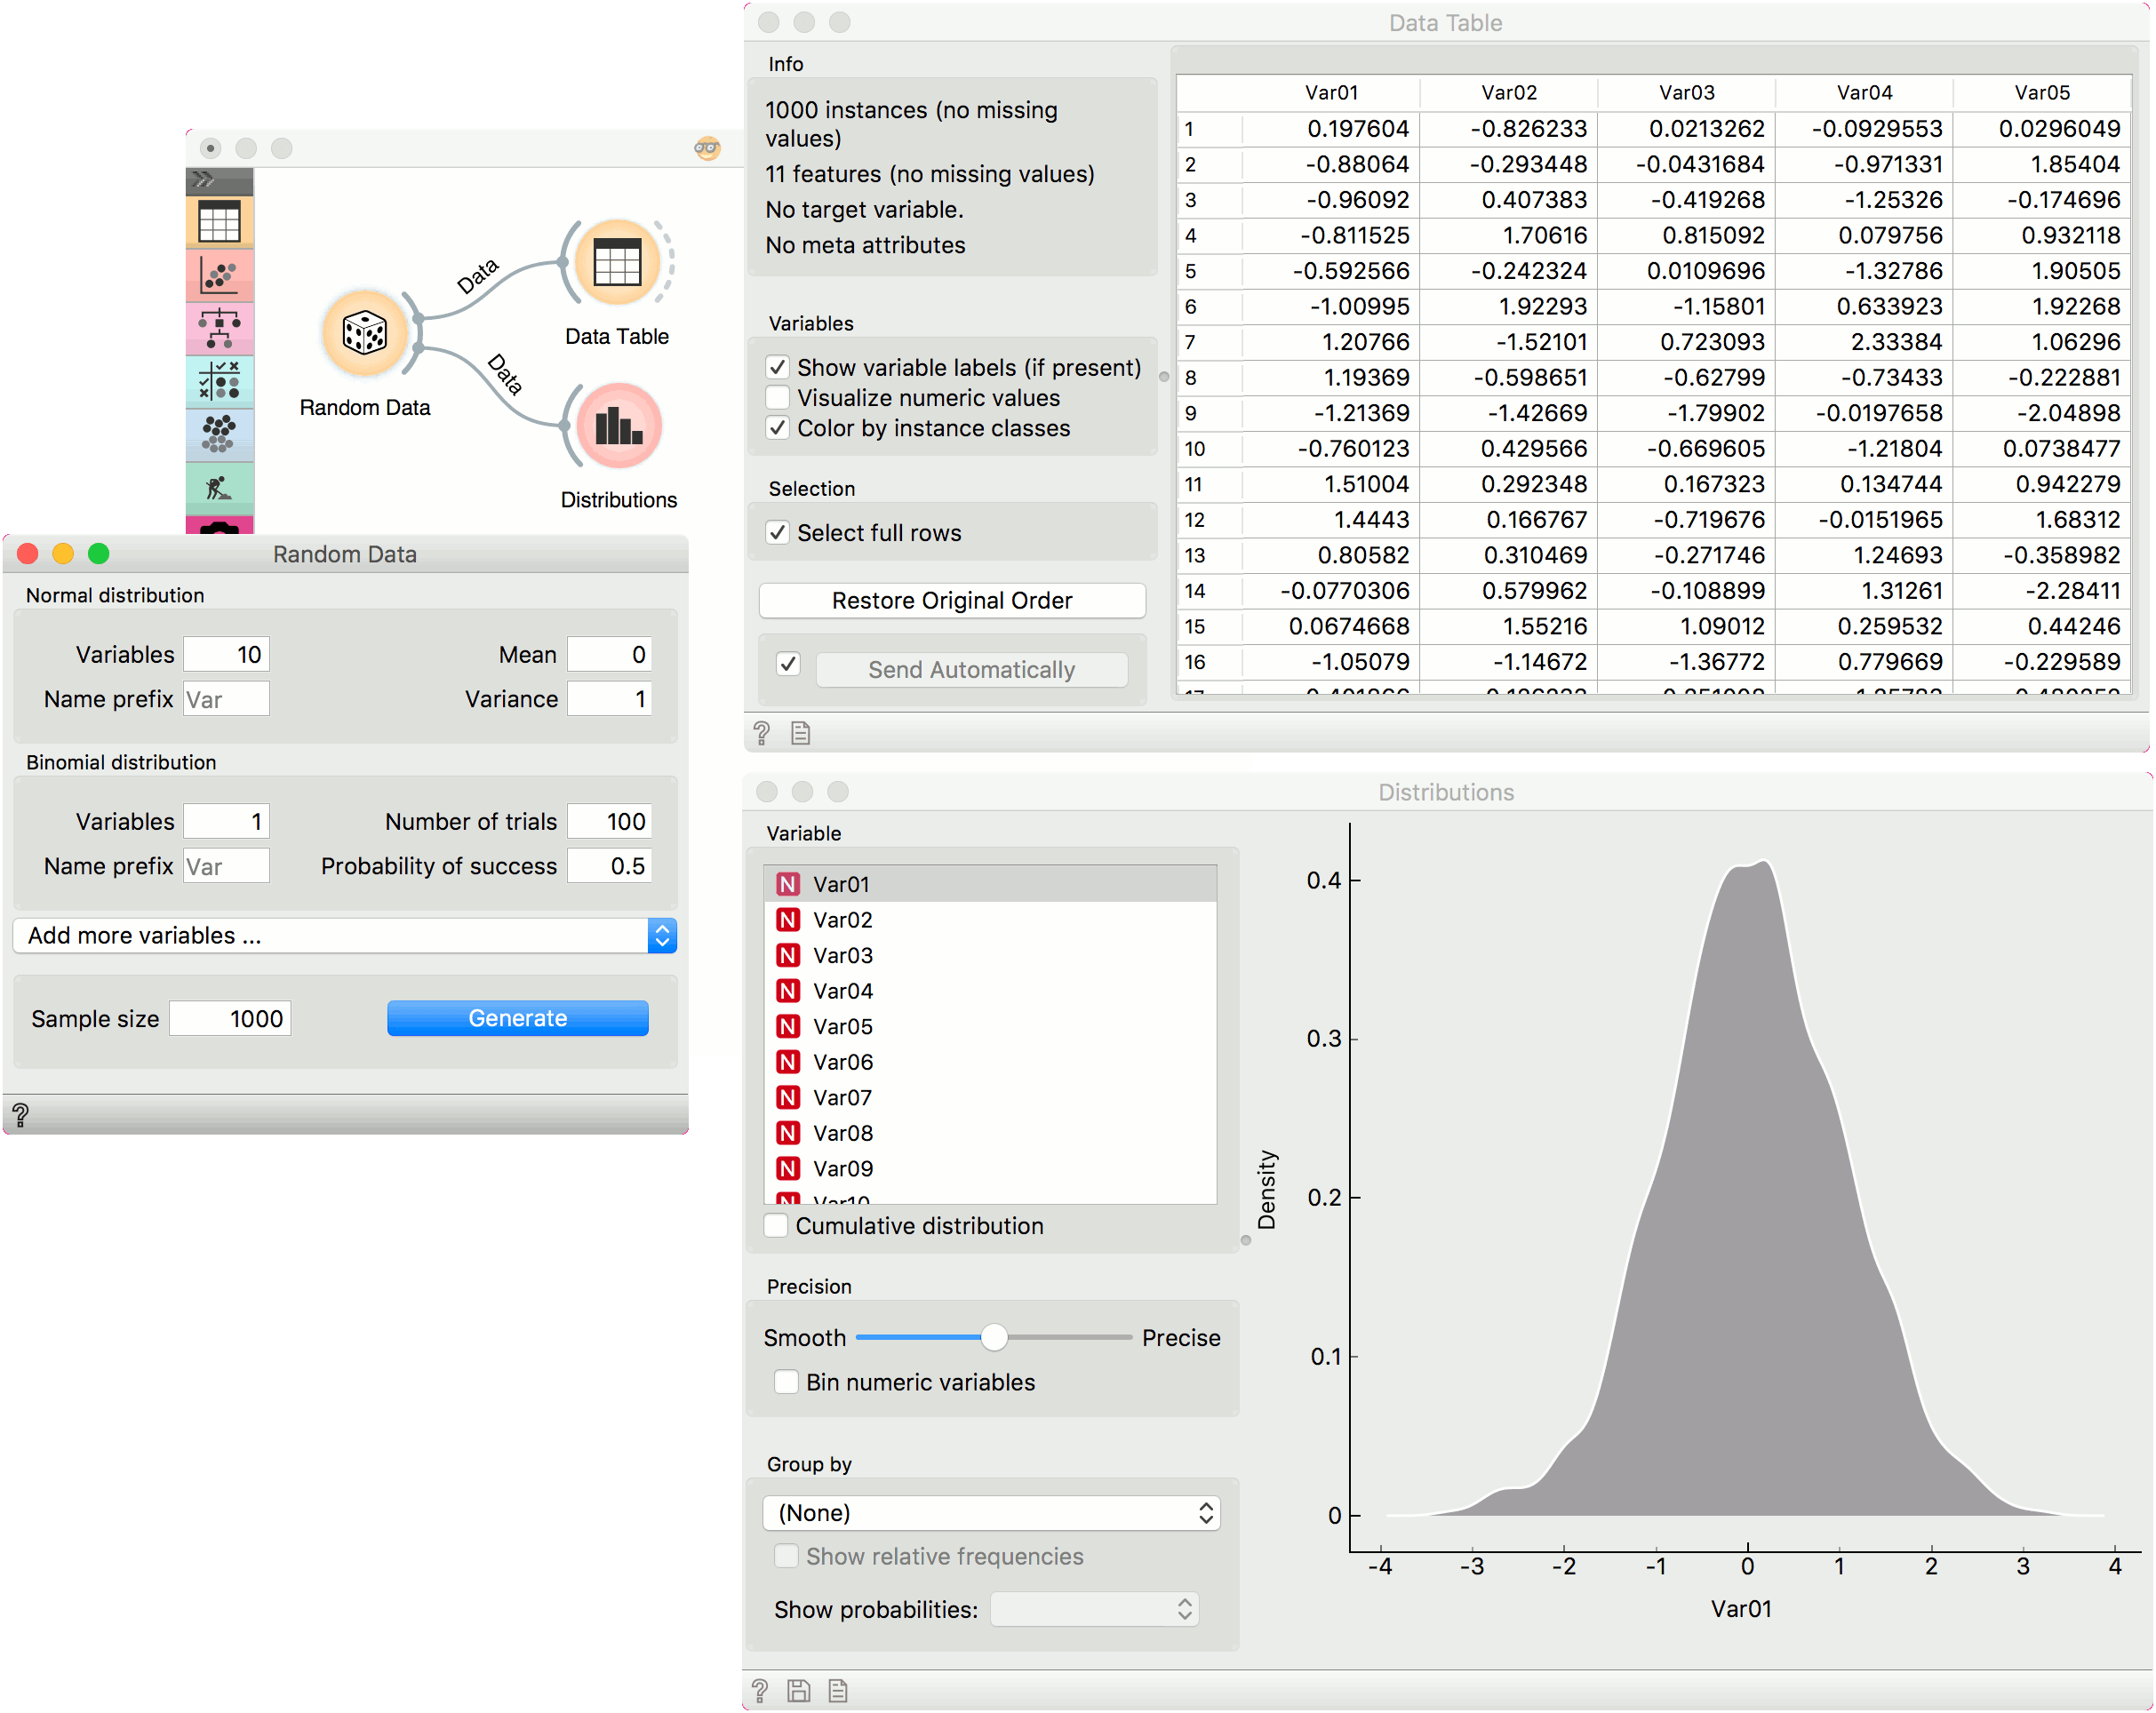 Data Table
Info
1000 instances (no missing
values)
11 features (no missing values)
No target variable.
No meta attributes
Variables
Show variable labels (if present)
Visualize numeric values
Color by instance classes
Selection
Select full rows
Restore Original Order
Send Automatically
Var01 Var02 Var03 Var04 Var05
1 0.197604 -0.826233 0.0213262 -0.0929553 0.0296049
2 -0.88064 -0.293448 -0.0431684 -0.971331 1.85404
3 -0.96092 0.407383 -0.419268 -1.25326 -0.174696
4 -0.811525 1.70616 0.815092 0.079756 0.932118
5 -0.592566 -0.242324 0.0109696 -1.32786 1.90505
6 -1.00995 1.92293 -1.15801 0.633923 1.92268
7 1.20766 -1.52101 0.723093 2.33384 1.06296
8 1.19369 -0.598651 -0.62799 -0.73433 -0.222881
9 -1.21369 -1.42669 -1.79902 -0.0197658 -2.04898
10 -0.760123 0.429566 -0.669605 -1.21804 0.0738477
11 1.51004 0.292348 0.167323 0.134744 0.942279
12 1.4443 0.166767 -0.719676 -0.0151965 1.68312
13 0.80582 0.310469 -0.271746 1.24693 -0.358982
14 -0.0770306 0.579962 -0.108899 1.31261 -2.28411
15 0.0674668 1.55216 1.09012 0.259532 0.44246
16 -1.05079 -1.14672 -1.36772 0.779669 -0.229589
Data
Data
Random Data
Data Table
Distributions
Random Data
Normal distribution
Variables 10 Mean 0
Name prefix Var Variance 1
Binomial distribution
Variables 1 Number of trials 100
Name prefix Var Probability of success 0.5
Add more variables ...
Sample size 1000 Generate
Distributions
Variable
N Var01
N Var02
N Var03
N Var04
N Var05
N Var06
N Var07
N Var08
N Var09
N Var10
Cumulative distribution
Precision
Smooth Precise
Bin numeric variables
Group by
(None)
Show relative frequencies
Show probabilities:
Density
0.4
0.3
0.2
0.1
0
-4 -3 -2 -1 0 1 2 3 4
Var01